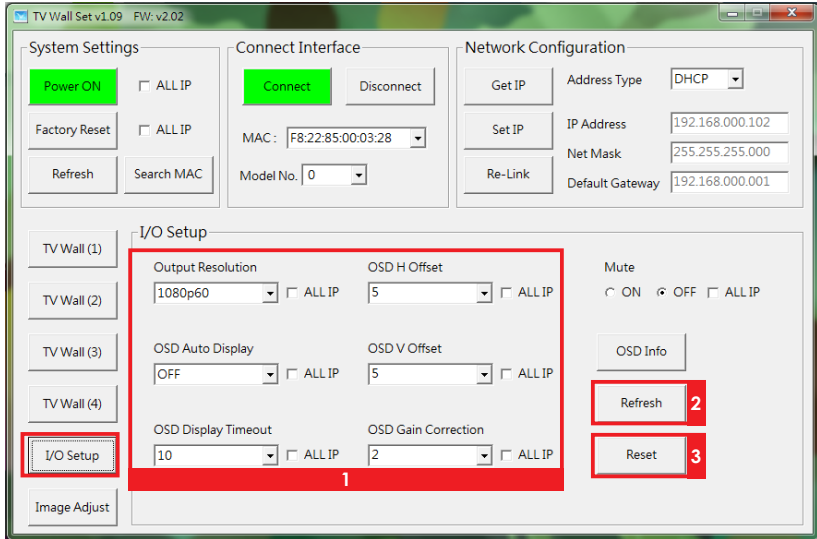 TV Wall Set v1.09 FW: v2.02
System Settings
Power ON ALL IP
Factory Reset ALL IP
Refresh Search MAC
Connect Interface
Connect Disconnect
MAC : F8:22:85:00:03:28
Model No. 0
Network Configuration
Get IP Address Type DHCP
Set IP IP Address 192.168.000.102
Net Mask 255.255.255.000
Re-Link Default Gateway 192.168.000.001
TV Wall (1)
TV Wall (2)
TV Wall (3)
TV Wall (4)
I/O Setup
Image Adjust
I/O Setup
Output Resolution OSD H Offset
1080p60 ALL IP 5 ALL IP
OSD Auto Display OSD V Offset
OFF ALL IP 5 ALL IP
OSD Display Timeout OSD Gain Correction
10 ALL IP 2 ALL IP
1
Mute
ON OFF ALL IP
OSD Info
Refresh 2
Reset 3